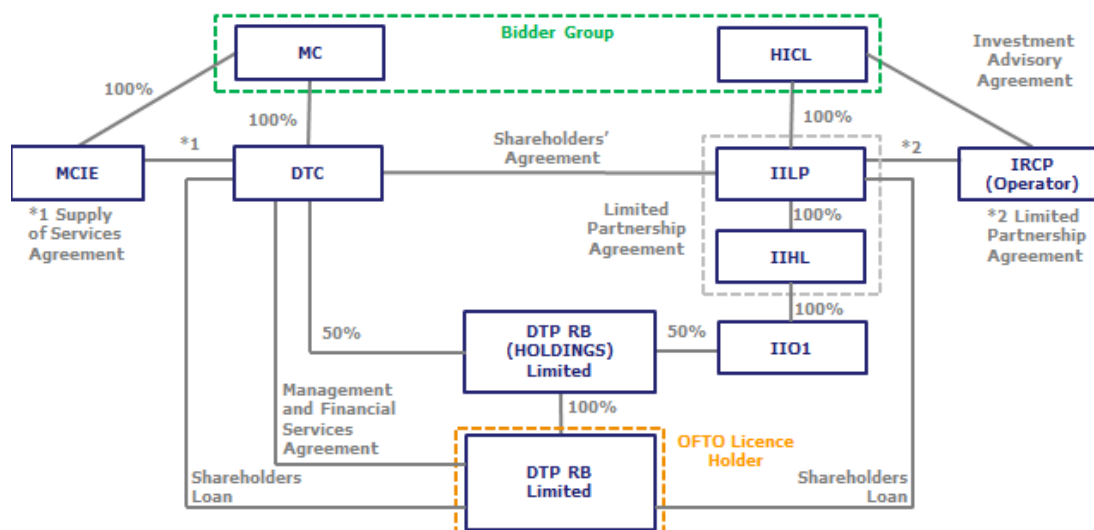 Bidder Group
MC
HICL
Investment
Advisory
Agreement
100%
100%
100%
*1
Shareholders'
Agreement
*2
MCIE
DTC
IILP
IRCP
(Operator)
*1 Supply
of Services
Agreement
Limited
Partnership
Agreement
100%
*2 Limited
Partnership
Agreement
IIHL
100%
50%
DTP RB
(HOLDINGS)
Limited
50%
IIO1
Management
and Financial
Services
Agreement
100%
OFTO Licence
Holder
DTP RB
Limited
Shareholders
Loan
Shareholders
Loan